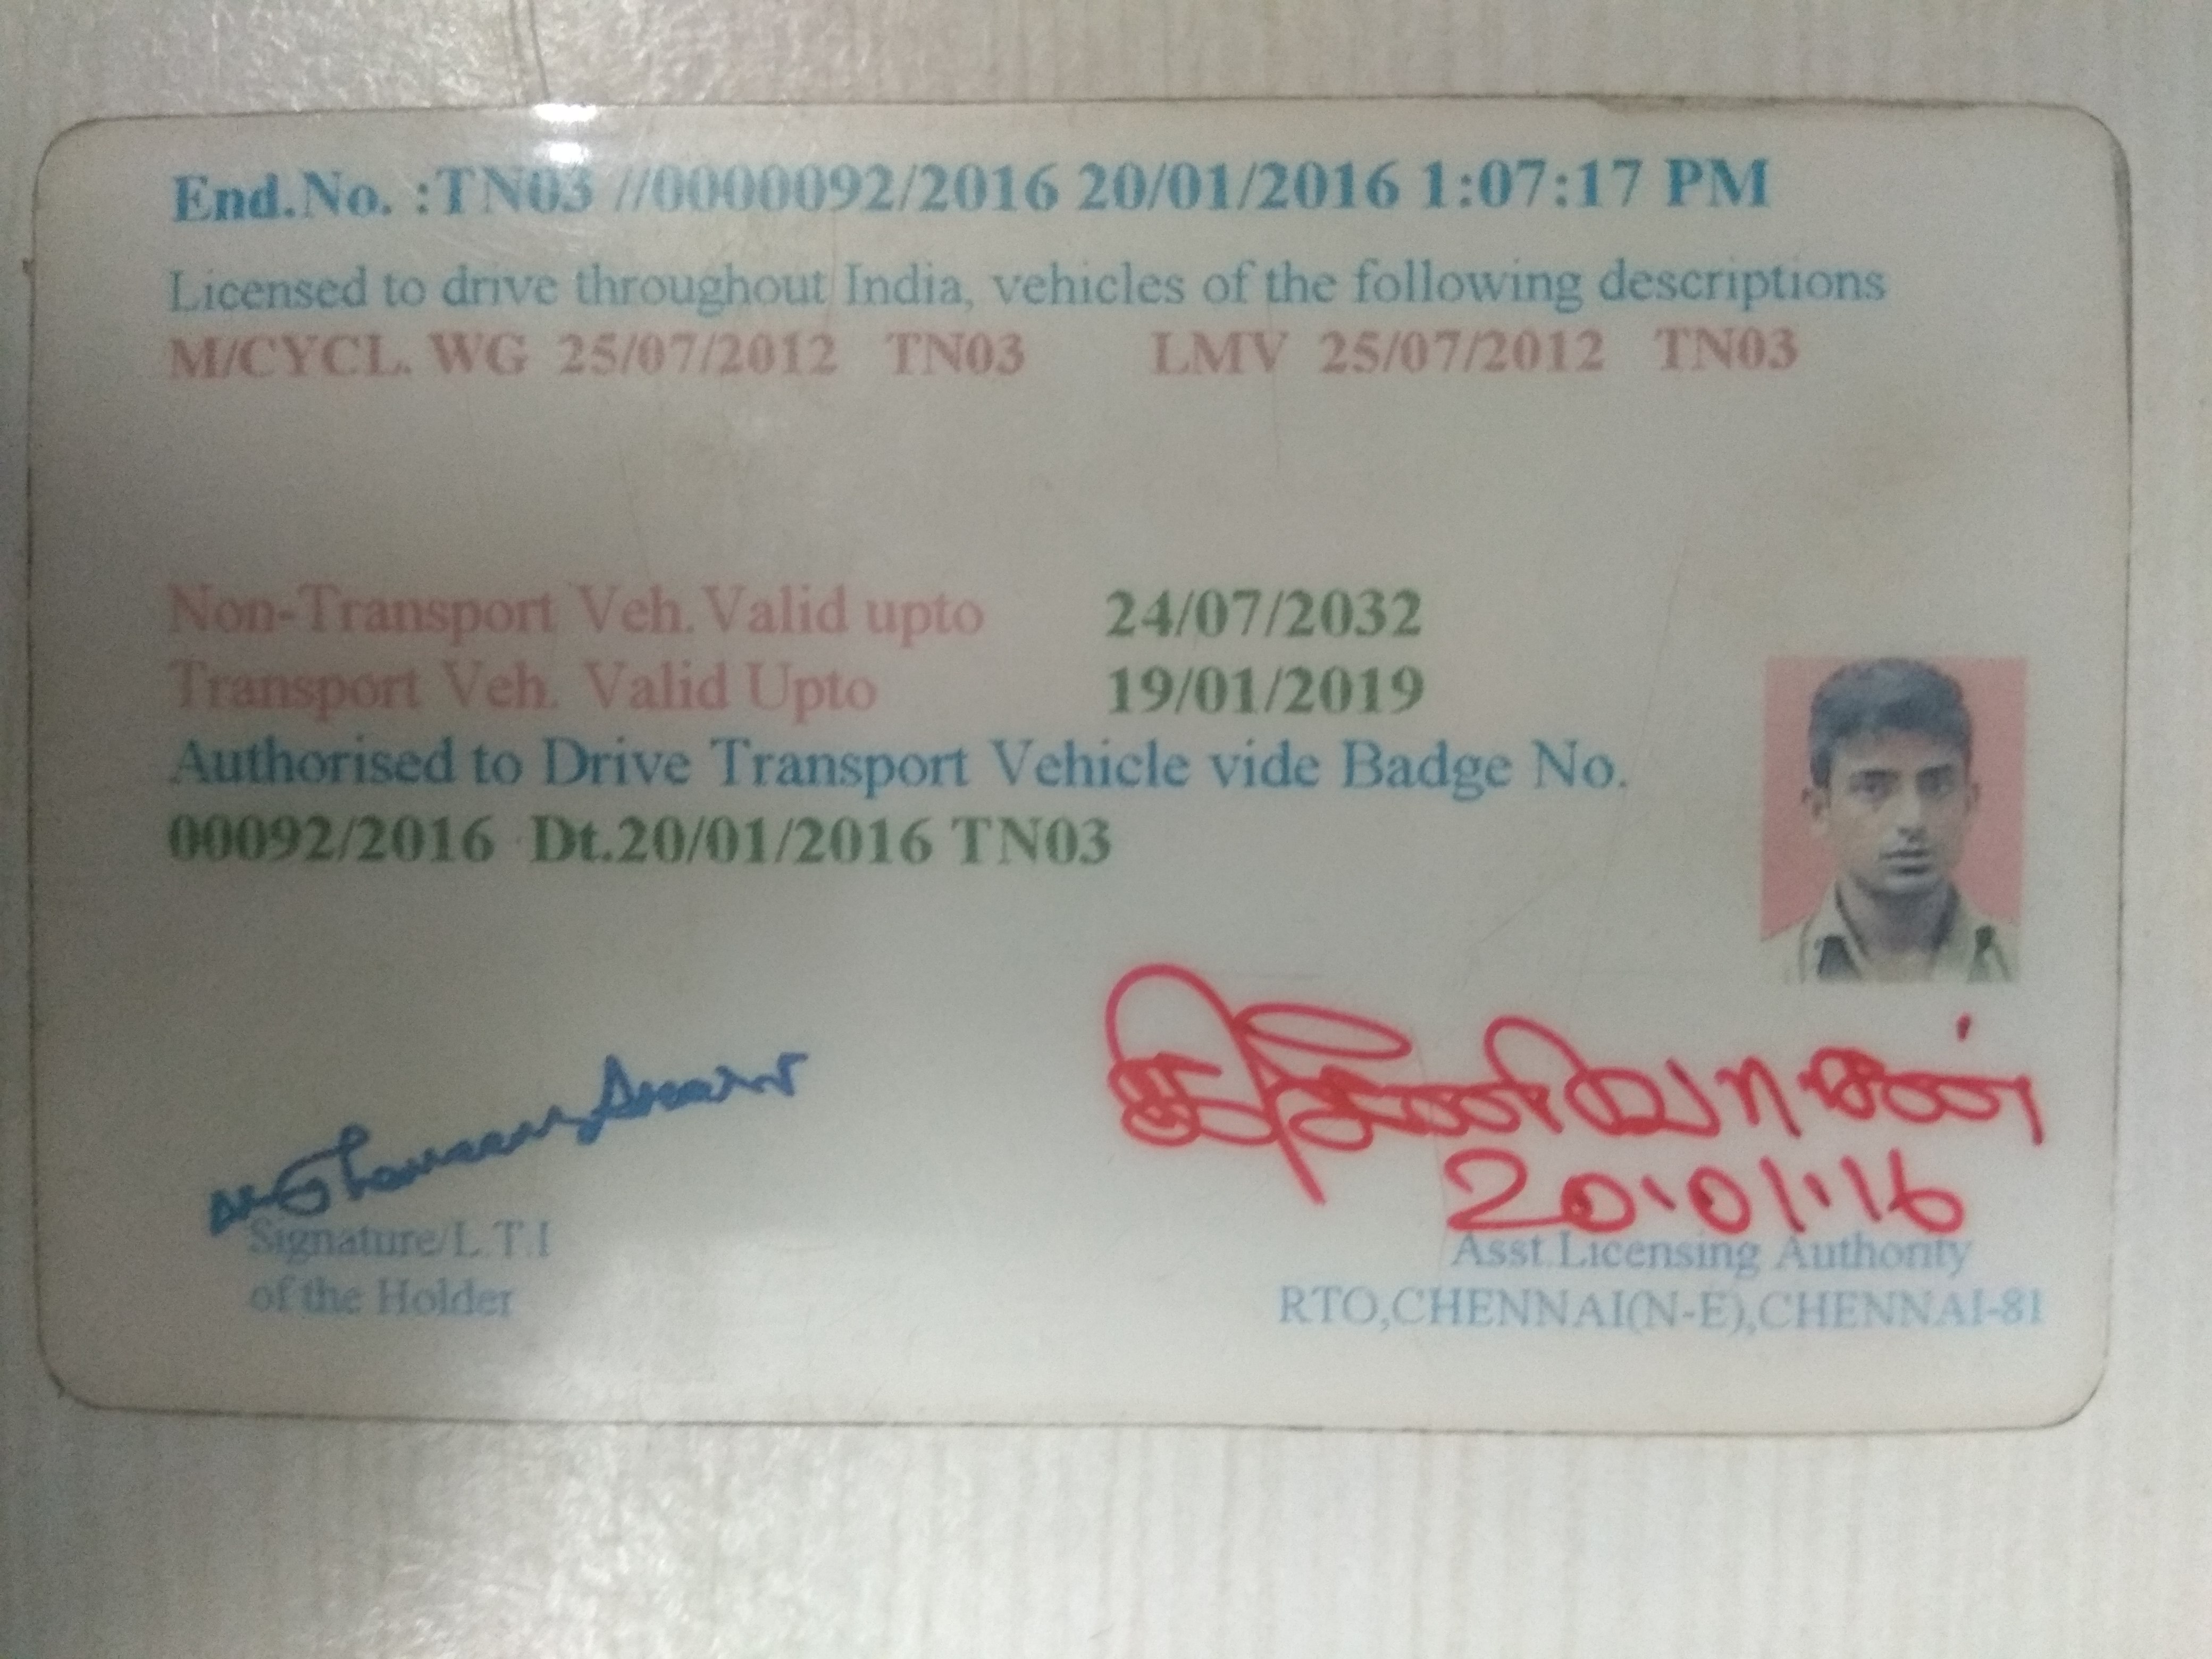 End.No. :TN03 //0000092/2016 20/01/2016 1:07:17 PM
Licensed to drive throughout India, vehicles of the following descriptions
M/CYCL. WG 25/07/2012 TN03 LMV 25/07/2012 TN03
Non-Transport Veh.Valid upto 24/07/2032
Transport Veh. Valid Upto 19/01/2019
Authorised to Drive Transport Vehicle vide Badge No.
00092/2016 Dt.20/01/2016 TN03
20.01.16
Signature/L.T.I
of the Holder
Asst.Licensing Authority
RTO,CHENNAI(N-E),CHENNAI-81